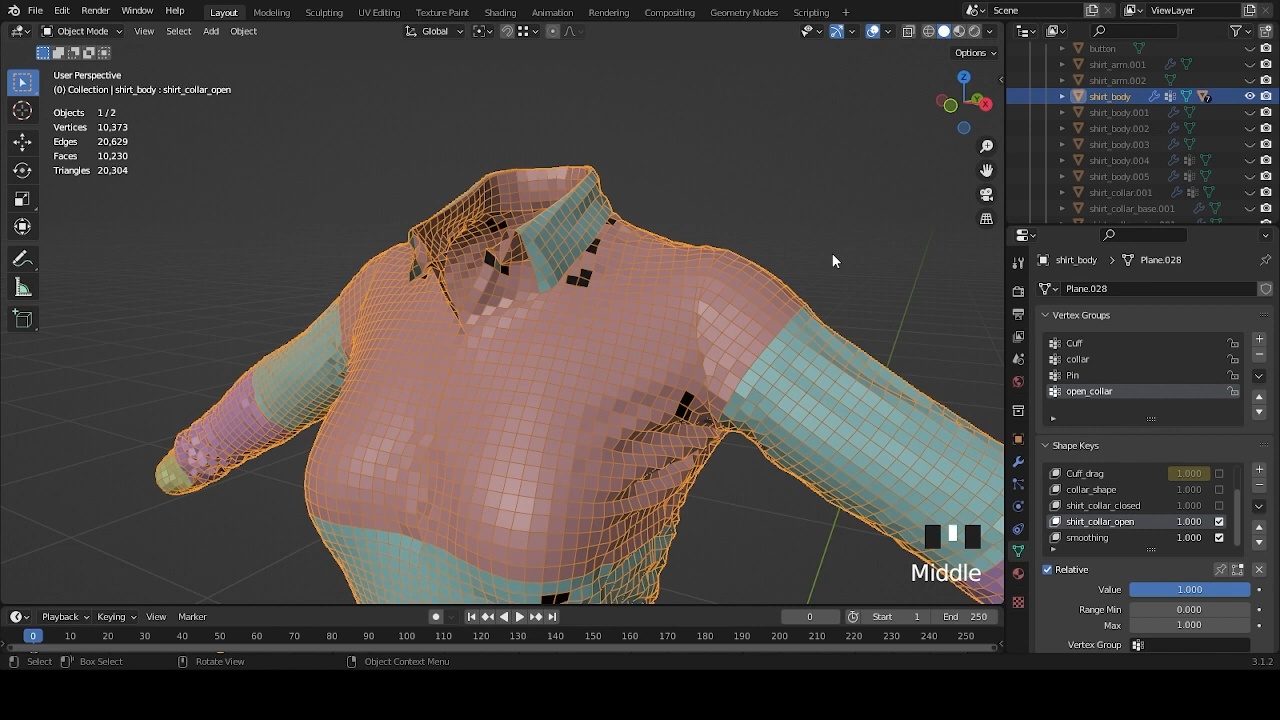 File Edit Render Window Help Layout Modeling Sculpting UV Editing Texture Paint Shading Animation Rendering Compositing Geometry Nodes Scripting + Scene ViewLayer
Object Mode View Select Add Object Global
Options
User Perspective
(0) Collection | shirt_body : shirt_collar_open
Objects 1/2
Vertices 10,373
Edges 20,629
Faces 10,230
Triangles 20,304
Z
X
button
shirt_arm.001
shirt_arm.002
shirt_body
7
shirt_body.001
shirt_body.002
shirt_body.003
shirt_body.004
shirt_body.005
shirt_collar.001
shirt_collar_base.001
shirt_body > Plane.028
Plane.028
Vertex Groups
Cuff
collar
Pin
open_collar
Shape Keys
Cuff_drag 1.000
collar_shape 1.000
shirt_collar_closed 1.000
shirt_collar_open 1.000
smoothing 1.000
Relative
Value 1.000
Range Min 0.000
Max 1.000
Vertex Group
Middle
Playback Keying View Marker 0 Start 1 End 250
0 10 20 30 40 50 60 70 80 90 100 110 120 130 140 150 160 170 180 190 200 210 220 230 240 250
Select Box Select Rotate View Object Context Menu 3.1.2